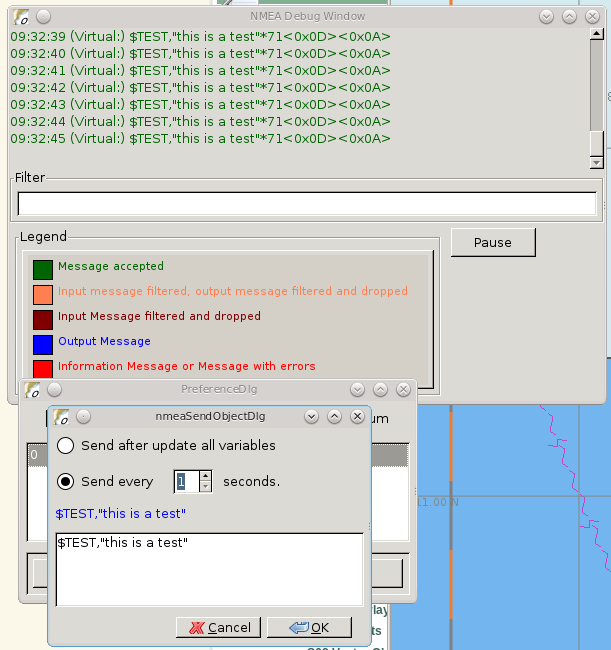 NMEA Debug Window
09:32:39 (Virtual:) $TEST,"this is a test"*71<0x0D><0x0A>
09:32:40 (Virtual:) $TEST,"this is a test"*71<0x0D><0x0A>
09:32:41 (Virtual:) $TEST,"this is a test"*71<0x0D><0x0A>
09:32:42 (Virtual:) $TEST,"this is a test"*71<0x0D><0x0A>
09:32:43 (Virtual:) $TEST,"this is a test"*71<0x0D><0x0A>
09:32:44 (Virtual:) $TEST,"this is a test"*71<0x0D><0x0A>
09:32:45 (Virtual:) $TEST,"this is a test"*71<0x0D><0x0A>
Filter
Legend
Pause
Message accepted
Input message filtered, output message filtered and dropped
Input Message filtered and dropped
Output Message
Information Message or Message with errors
PreferenceDlg
um
0
nmeaSendObjectDlg
Send after update all variables
Send every 1 seconds.
$TEST,"this is a test"
$TEST,"this is a test"
Cancel
OK
11.00 N
lay
ts